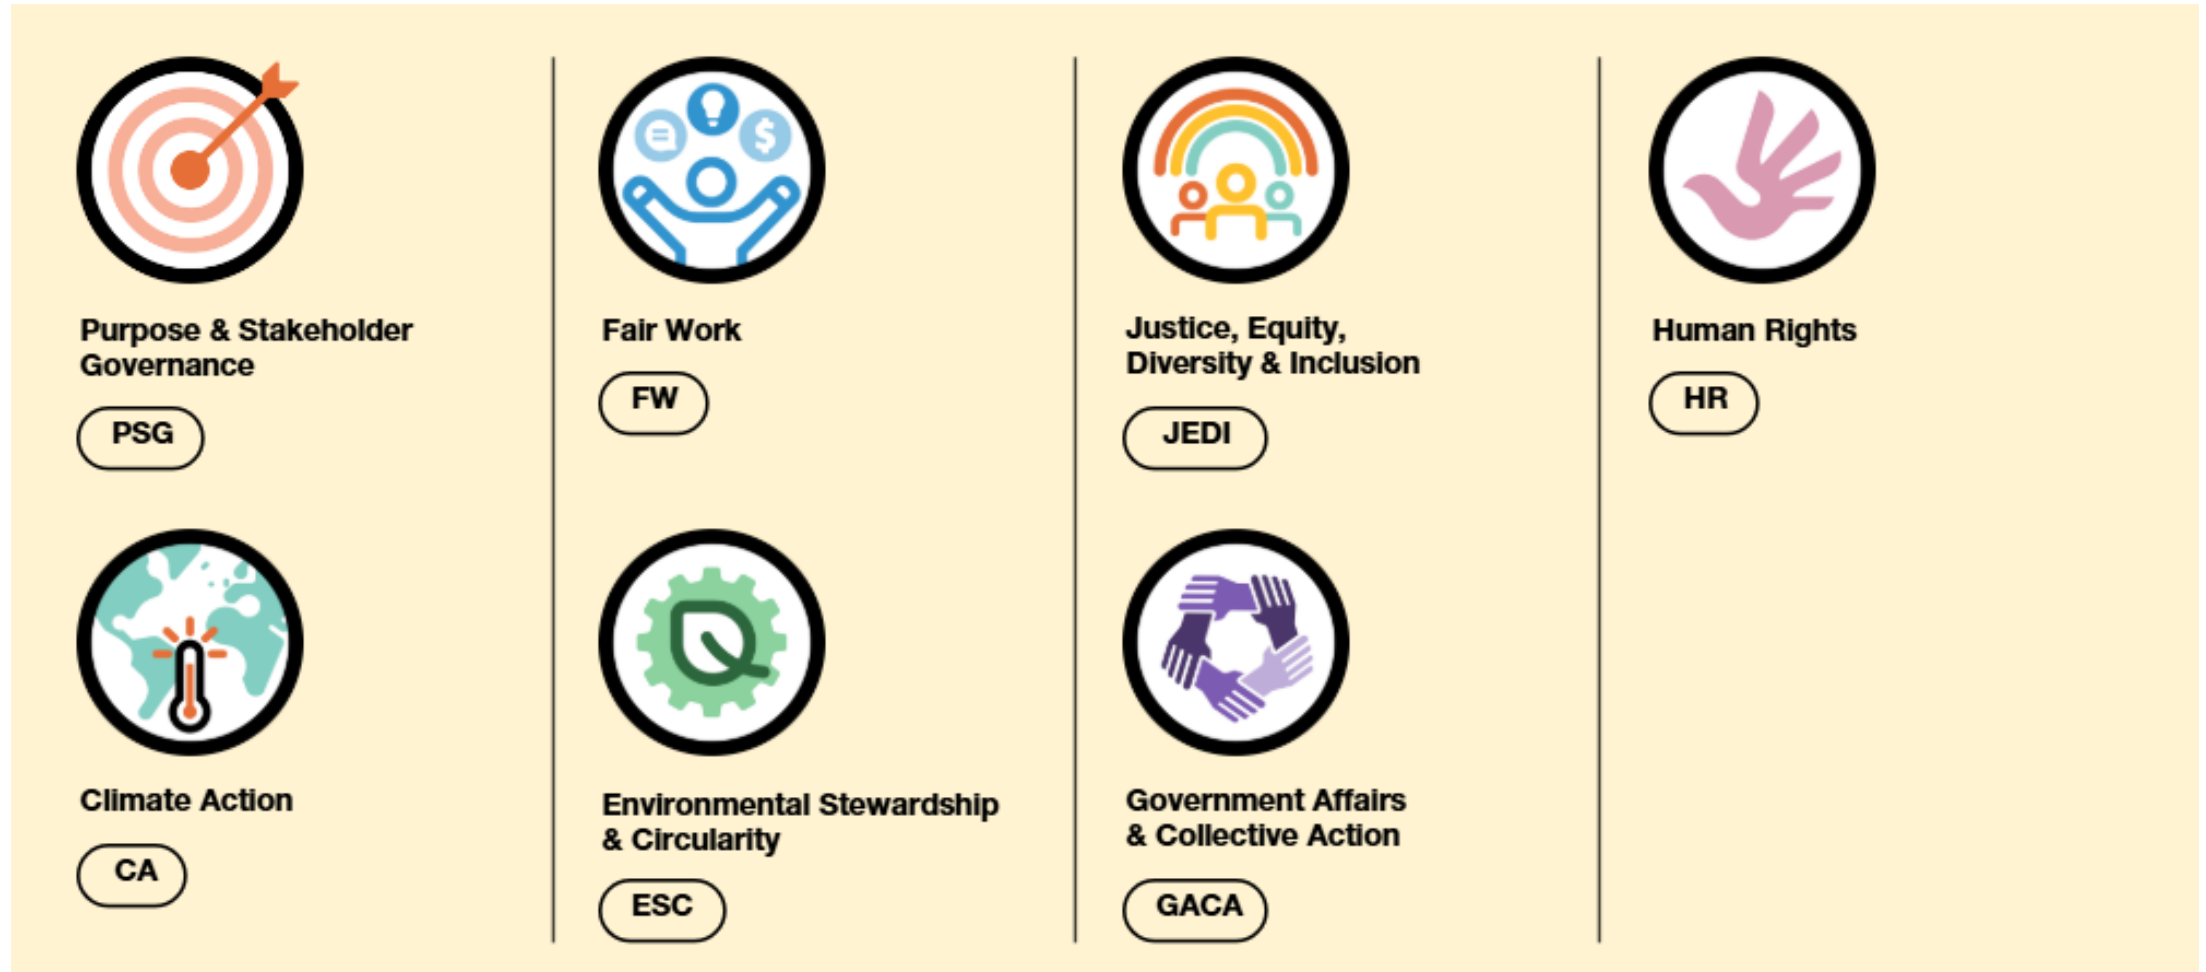 $
Purpose & Stakeholder
Governance
PSG
Fair Work
FW
Justice, Equity,
Diversity & Inclusion
JEDI
Human Rights
HR
Climate Action
CA
Environmental Stewardship
& Circularity
ESC
Government Affairs
& Collective Action
GACA